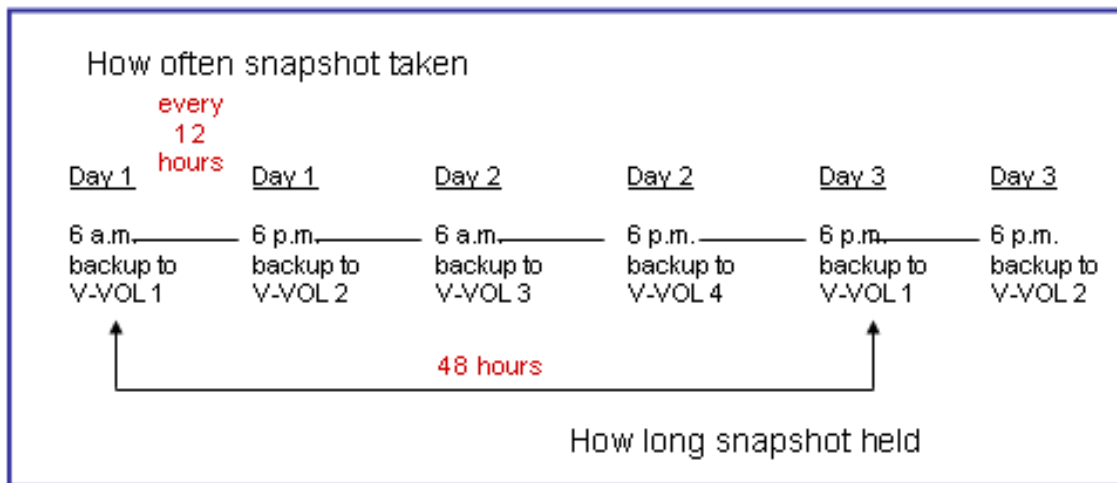 How often snapshot taken
every
12
hours
Day 1 Day 1 Day 2 Day 2 Day 3 Day 3
6 a.m. 6 p.m. 6 a.m. 6 p.m. 6 p.m. 6 p.m.
backup to backup to backup to backup to backup to backup to
V-VOL 1 V-VOL 2 V-VOL 3 V-VOL 4 V-VOL 1 V-VOL 2
48 hours
How long snapshot held